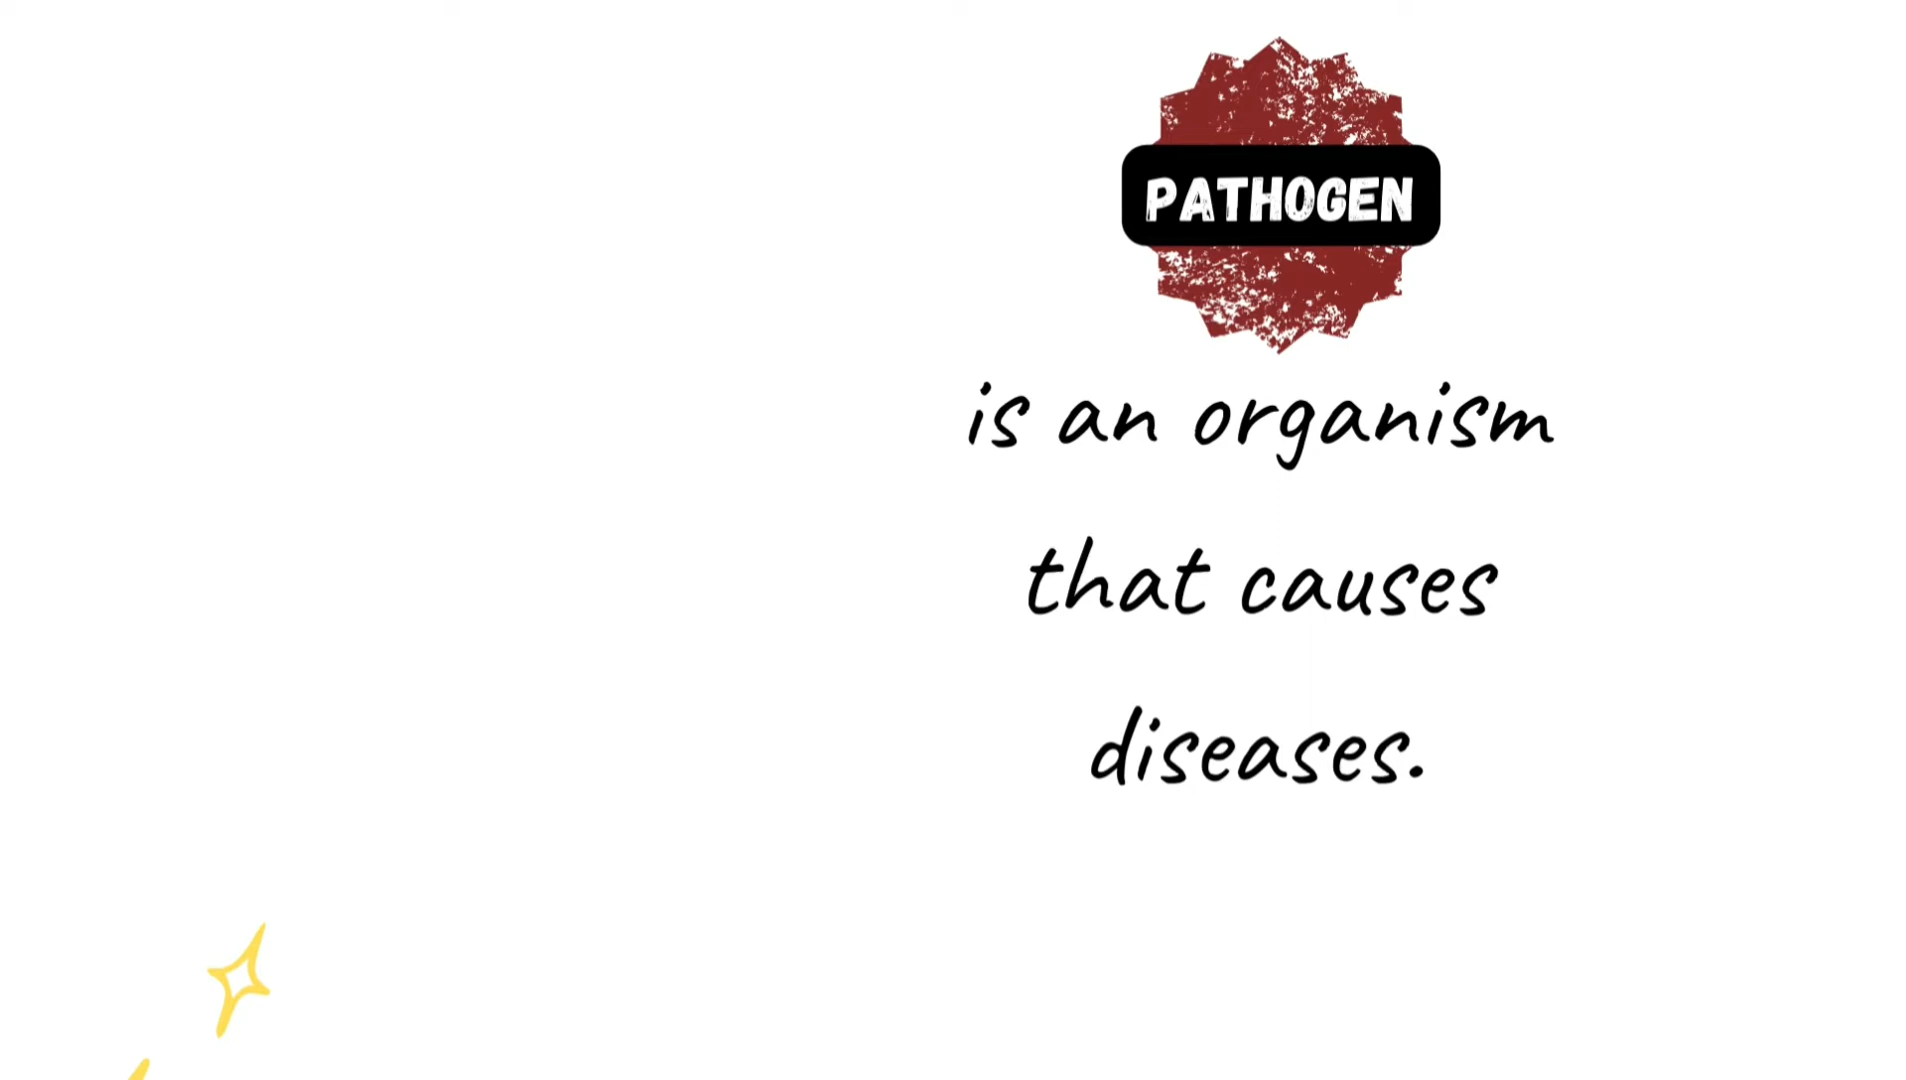 PATHOGEN
is an organism
that causes
diseases.